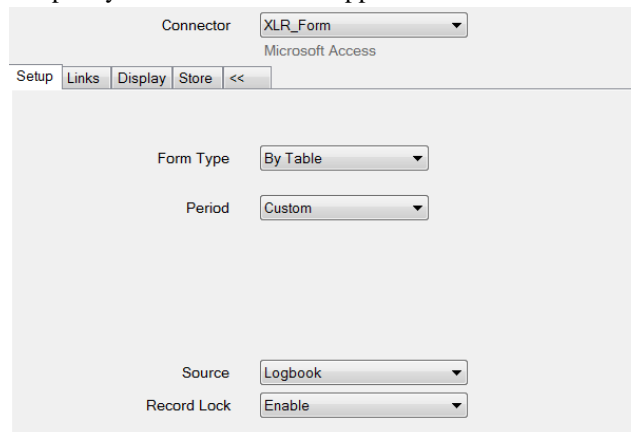 Connector XLR_Form
Microsoft Access
Setup Links Display Store <<
Form Type By Table
Period Custom
Source Logbook
Record Lock Enable